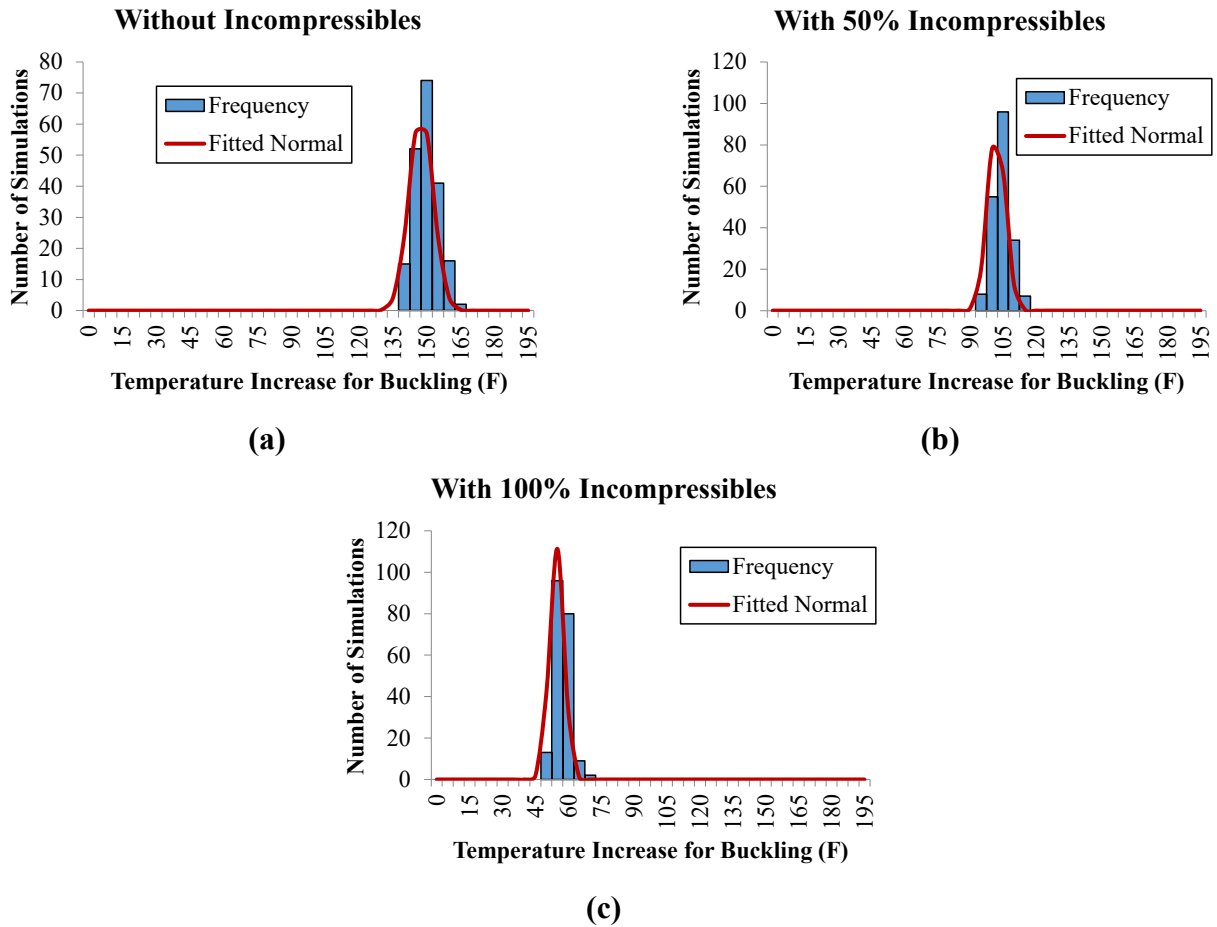 Without Incompressibles
Number of Simulations
80
70
60
50
40
30
20
10
0
Frequency
Fitted Normal
0 15 30 45 60 75 90 105 120 135 150 165 180 195
Temperature Increase for Buckling (F)
(a)
With 50% Incompressibles
Number of Simulations
120
100
80
60
40
20
0
Frequency
Fitted Normal
0 15 30 45 60 75 90 105 120 135 150 165 180 195
Temperature Increase for Buckling (F)
(b)
With 100% Incompressibles
Number of Simulations
120
100
80
60
40
20
0
Frequency
Fitted Normal
0 15 30 45 60 75 90 105 120 135 150 165 180 195
Temperature Increase for Buckling (F)
(c)